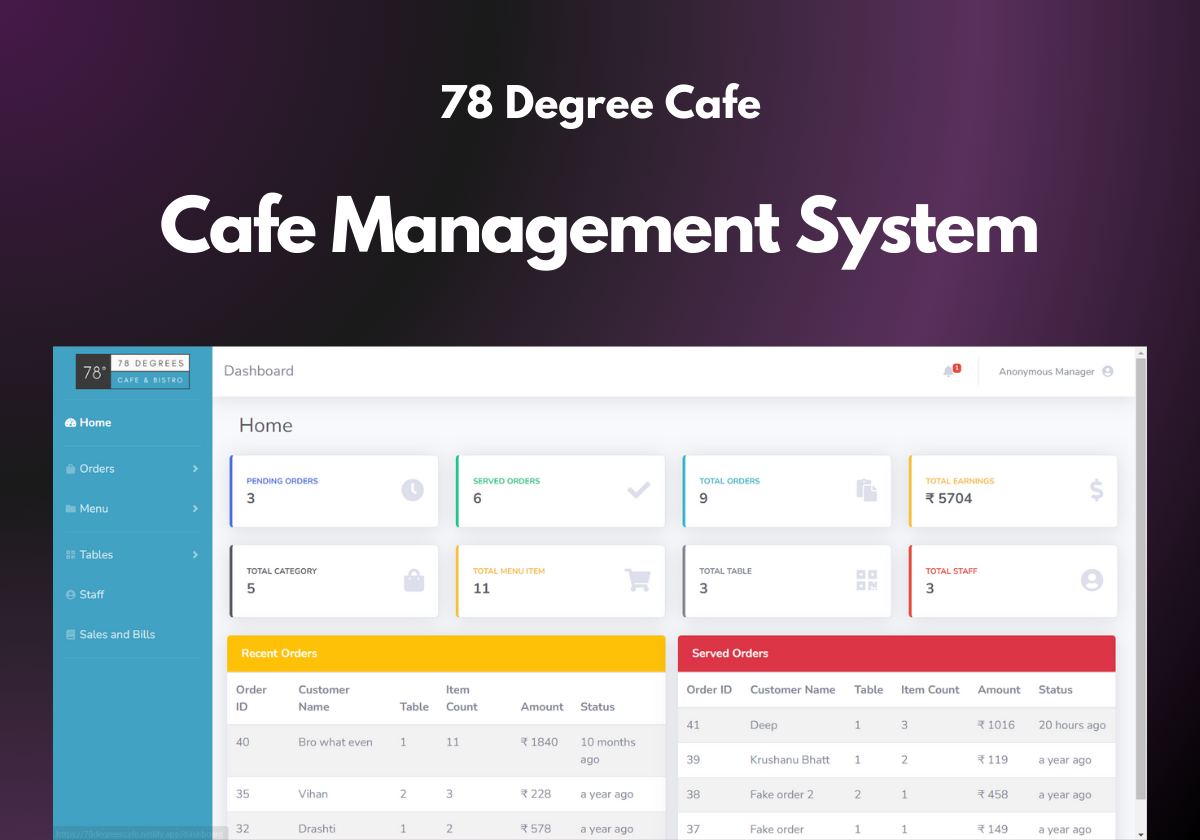 78 Degree Cafe
Cafe Management System
78°
78 DEGREES
CAFE & BISTRO
Dashboard
1
Anonymous Manager
Home
Orders
Menu
Tables
Staff
Sales and Bills
Home
PENDING ORDERS
3
SERVED ORDERS
6
TOTAL ORDERS
9
TOTAL EARNINGS
₹ 5704
$
TOTAL CATEGORY
5
TOTAL MENU ITEM
11
TOTAL TABLE
3
TOTAL STAFF
3
Recent Orders
Order ID Customer Name Table Item Count Amount Status
40 Bro what even 1 11 ₹ 1840 10 months ago
35 Vihan 2 3 ₹ 228 a year ago
32 Drashti 1 2 ₹ 578 a year ago
Served Orders
Order ID Customer Name Table Item Count Amount Status
41 Deep 1 3 ₹ 1016 20 hours ago
39 Krushanu Bhatt 1 2 ₹ 119 a year ago
38 Fake order 2 2 1 ₹ 458 a year ago
37 Fake order 1 1 ₹ 149 a year ago